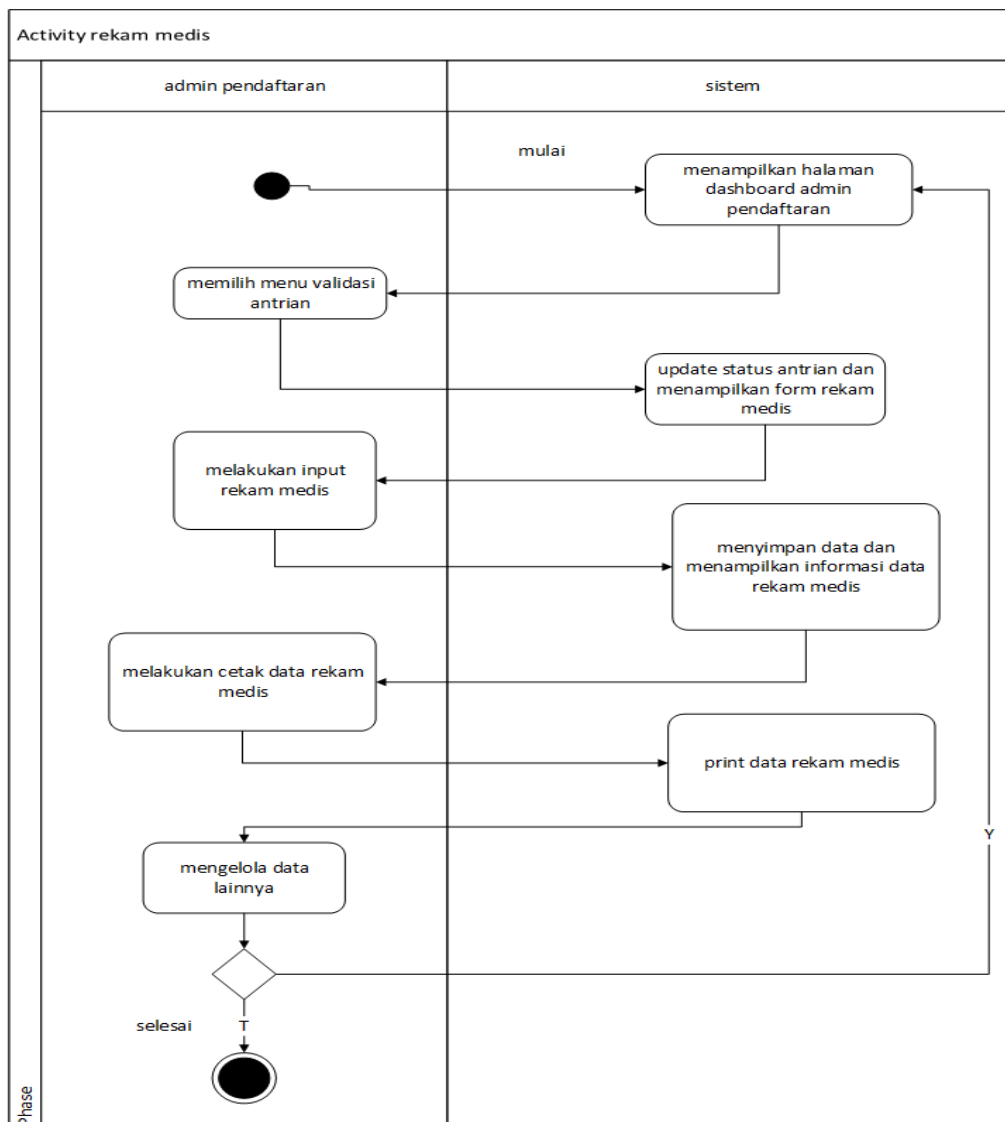 Activity rekam medis
admin pendaftaran
sistem
mulai
menampilkan halaman
dashboard admin
pendaftaran
memilih menu validasi
antrian
update status antrian dan
menampilkan form rekam
medis
melakukan input
rekam medis
menyimpan data dan
menampilkan informasi data
rekam medis
melakukan cetak data rekam
medis
print data rekam medis
mengelola data
lainnya
Y
selesai
T
Phase